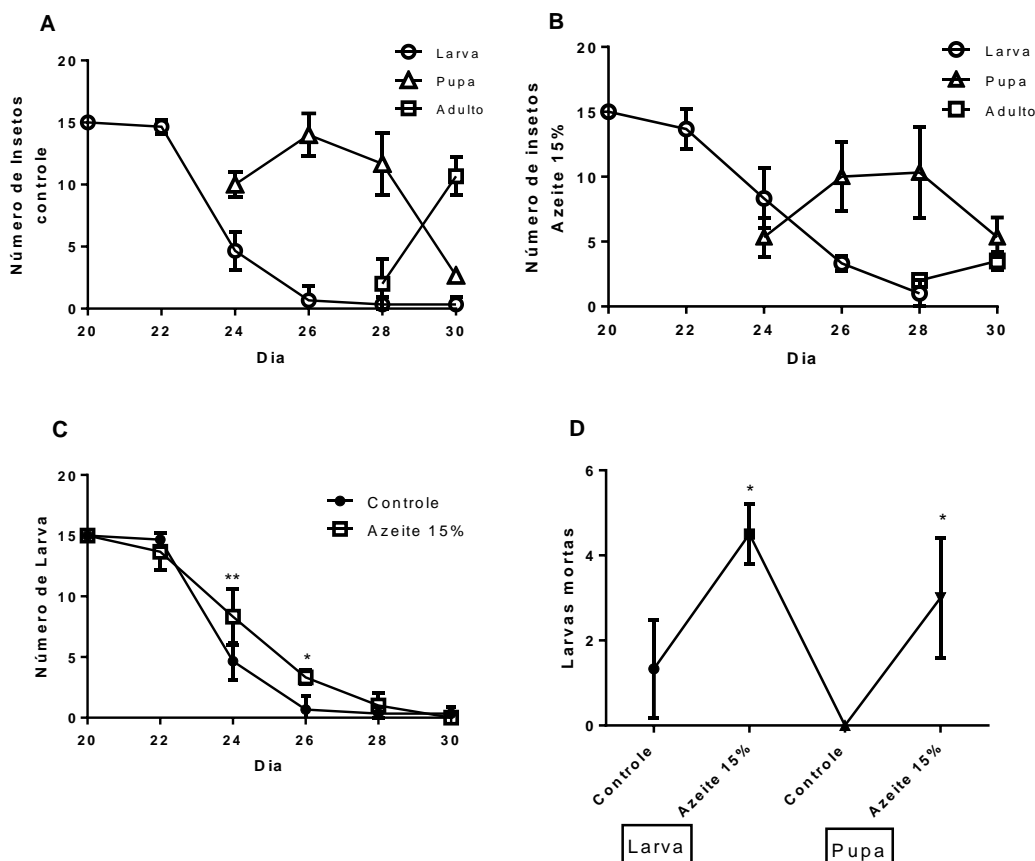 A
Larva
Pupa
Adulto
Número de Insetos
controle
20
15
10
5
0
20 22 24 26 28 30
Dia
B
Larva
Pupa
Adulto
Número de insetos
Azeite 15%
20
15
10
5
0
20 22 24 26 28 30
Dia
C
Controle
Azeite 15%
Número de Larva
20
15
10
5
0
**
*
20 22 24 26 28 30
Dia
D
Larvas mortas
6
4
2
0
*
*
Controle
Azeite 15%
Controle
Azeite 15%
Larva
Pupa